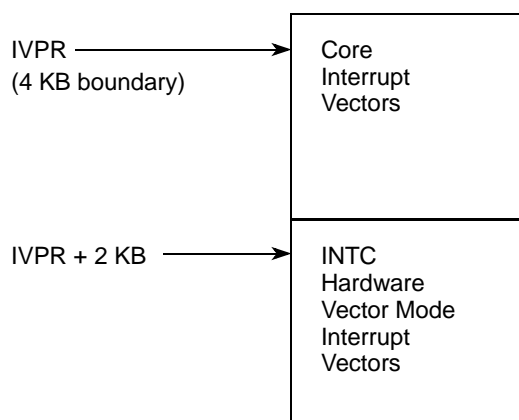 IVPR
(4 KB boundary)
Core
Interrupt
Vectors
IVPR + 2 KB
INTC
Hardware
Vector Mode
Interrupt
Vectors